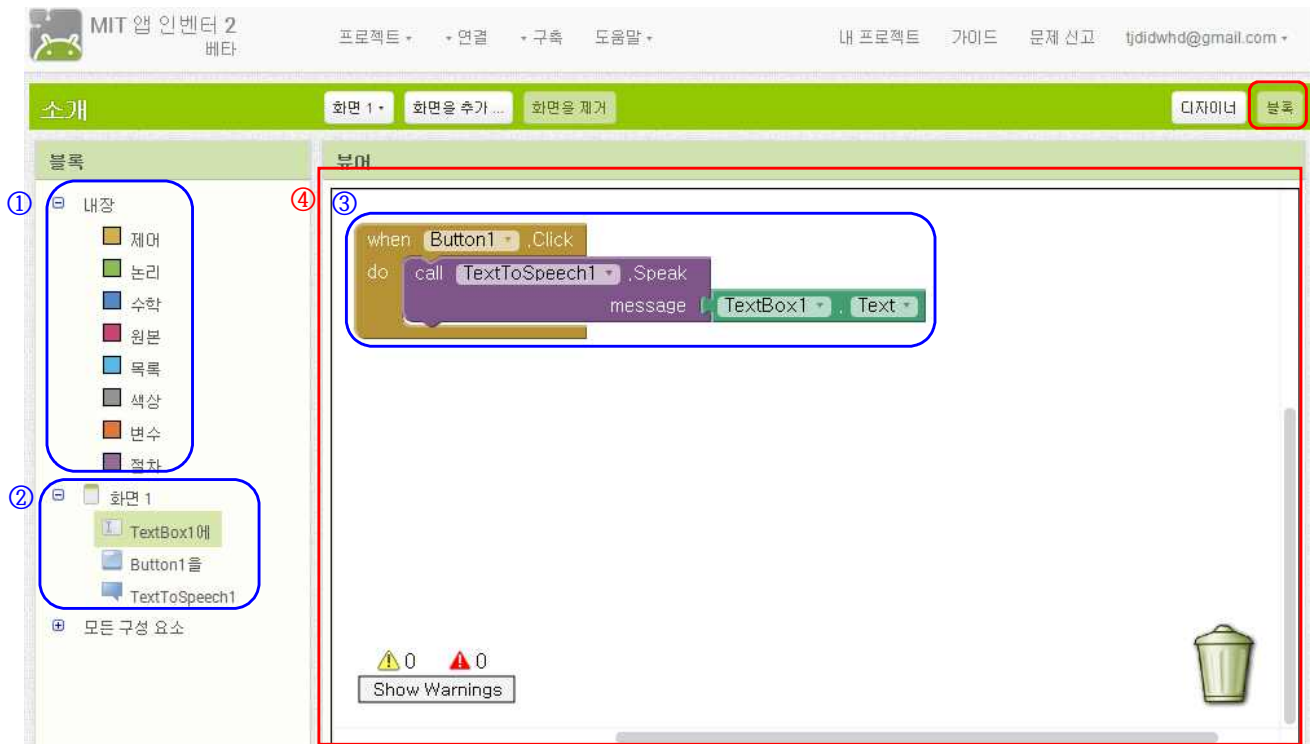 MIT 앱 인벤터 2
베타
프로젝트 연결 구축 도움말 내 프로젝트 가이드 문제 신고 tjdidwhd@gmail.com
소개 화면 1 화면을 추가 ... 화면을 제거 디자이너 블록
블록 뷰어
① ④ ③
내장
제어
논리
수학
원본
목록
색상
변수
절차
②
화면 1
TextBox1에
Button1을
TextToSpeech1
모든 구성 요소
when Button1 .Click
do call TextToSpeech1 .Speak
message TextBox1 . Text
0 0
Show Warnings